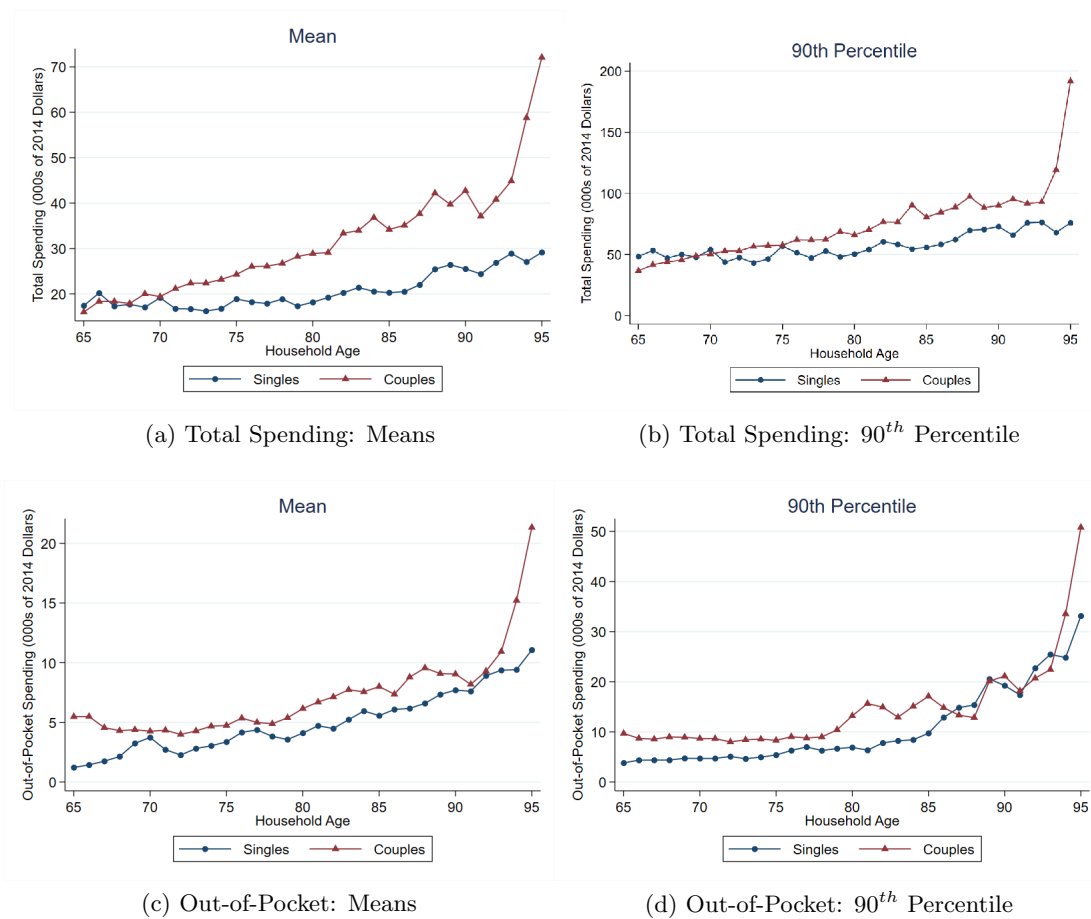 Mean
Total Spending (000s of 2014 Dollars)
70
60
50
40
30
20
65 70 75 80 85 90 95
Household Age
Singles Couples
(a) Total Spending: Means
90th Percentile
Total Spending (000s of 2014 Dollars)
200
150
100
50
0
65 70 75 80 85 90 95
Household Age
Singles Couples
(b) Total Spending: 90th Percentile
Mean
Out-of-Pocket Spending (000s of 2014 Dollars)
20
15
10
5
0
65 70 75 80 85 90 95
Household Age
Singles Couples
(c) Out-of-Pocket: Means
90th Percentile
Out-of-Pocket Spending (000s of 2014 Dollars)
50
40
30
20
10
0
65 70 75 80 85 90 95
Household Age
Singles Couples
(d) Out-of-Pocket: 90th Percentile